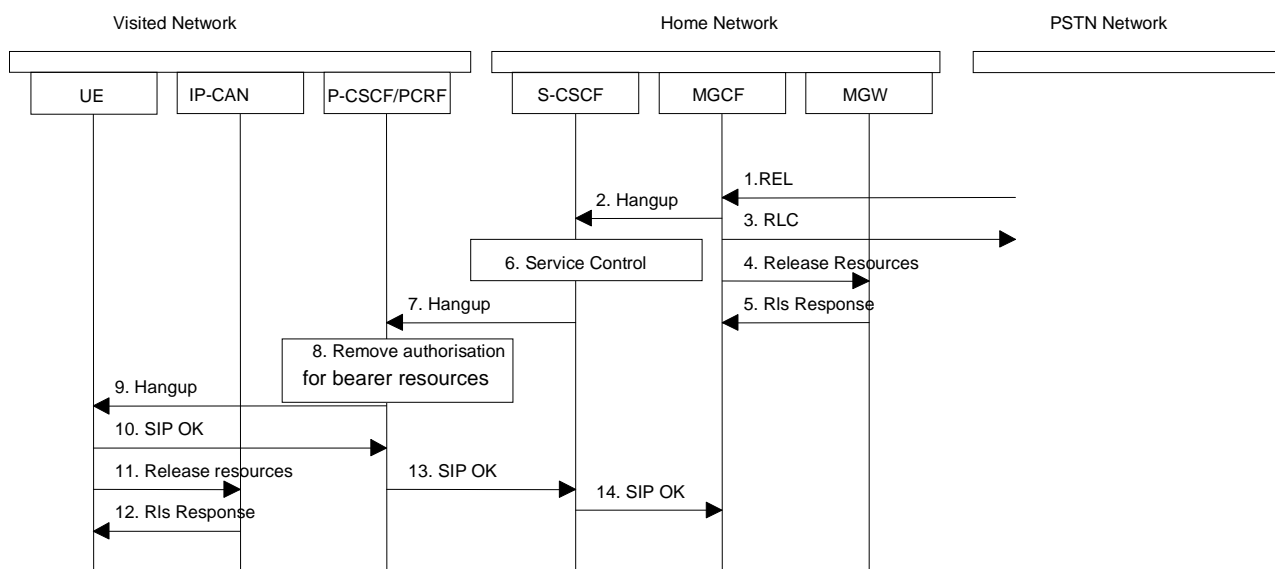 Visited Network
Home Network
PSTN Network
UE
IP-CAN
P-CSCF/PCRF
S-CSCF
MGCF
MGW
1.REL
2. Hangup
3. RLC
6. Service Control
4. Release Resources
7. Hangup
5. Rls Response
8. Remove authorisation
for bearer resources
9. Hangup
10. SIP OK
11. Release resources
13. SIP OK
14. SIP OK
12. Rls Response